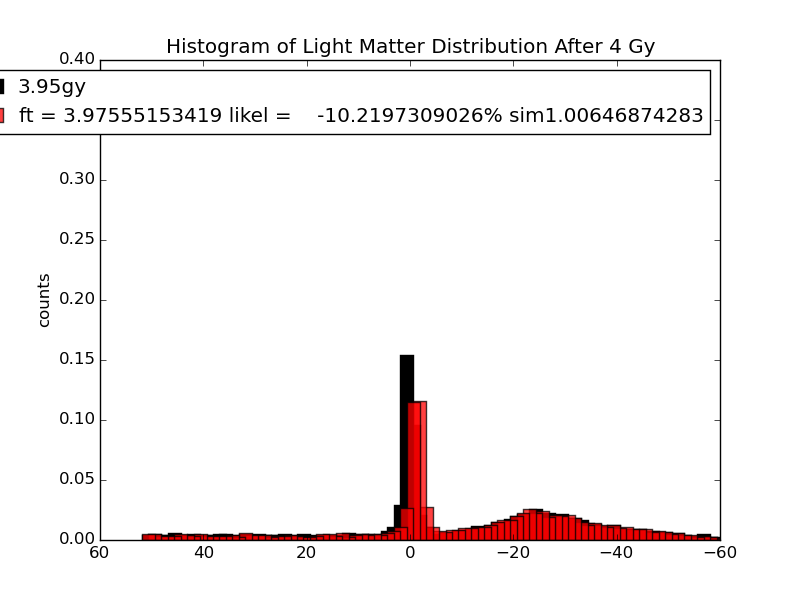 Histogram of Light Matter Distribution After 4 Gy
0.40
3.95gy
ft = 3.97555153419 likel = -10.2197309026% sim1.00646874283
0.30
0.25
0.20
counts
0.15
0.10
0.05
0.00
60 40 20 0 −20 −40 −60